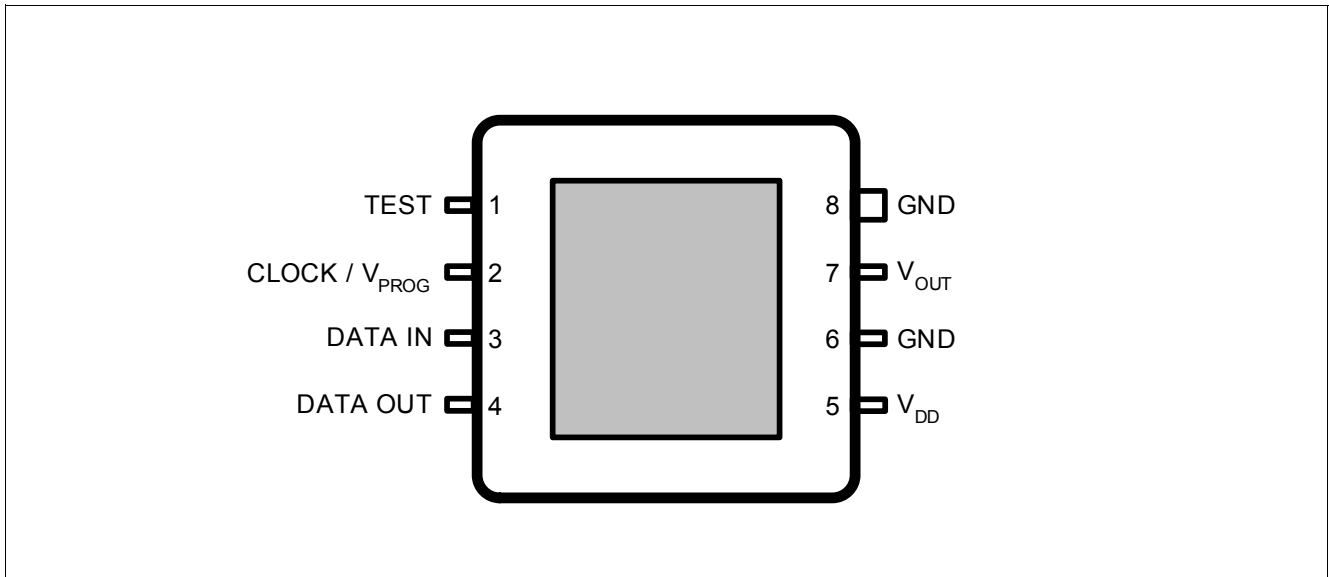 TEST 1
CLOCK / VPROG 2
DATA IN 3
DATA OUT 4
8 GND
7 VOUT
6 GND
5 VDD